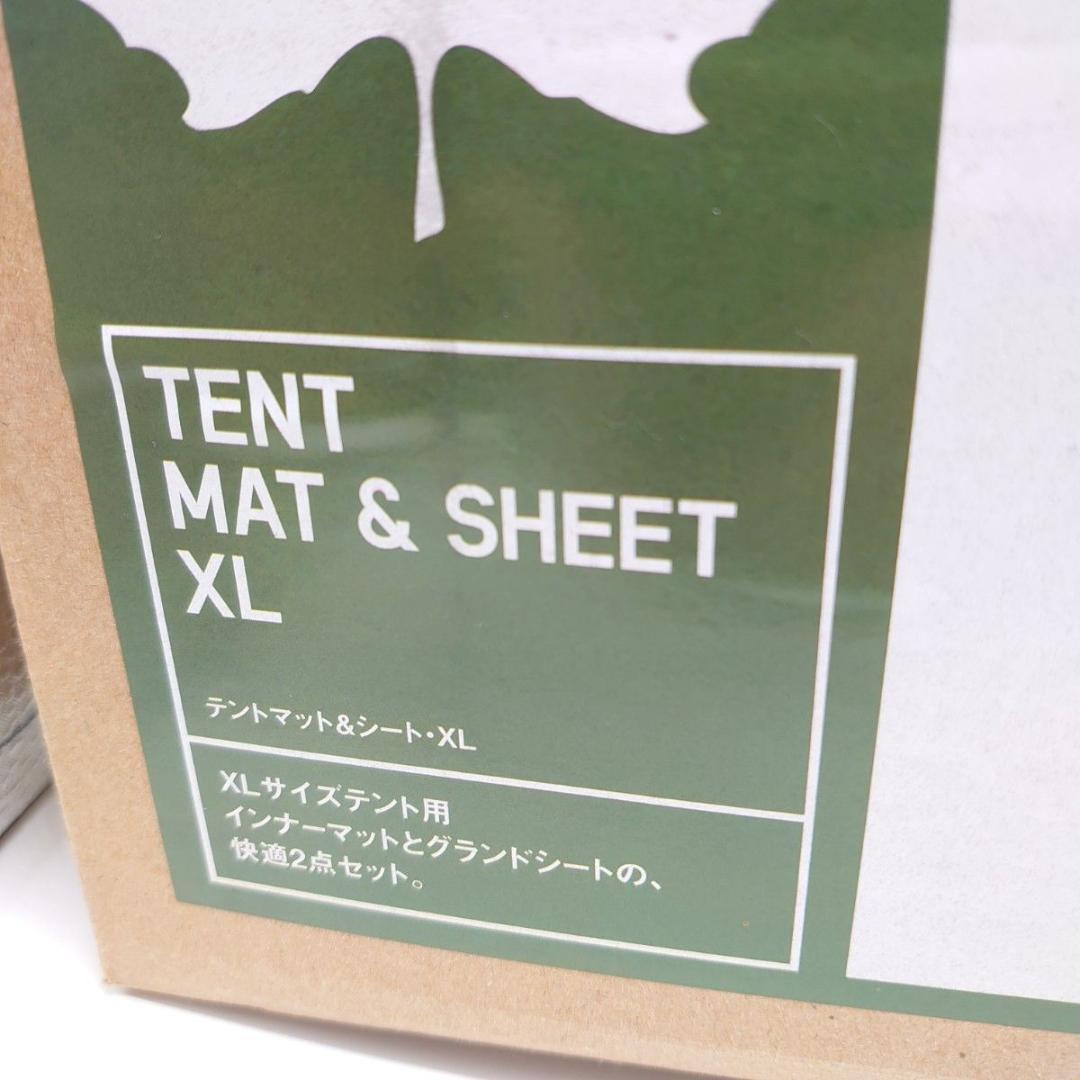 TENT
MAT & SHEET
XL
テントマット&シート・XL
XLサイズテント用
インナーマットとグランドシートの、
快適2点セット。